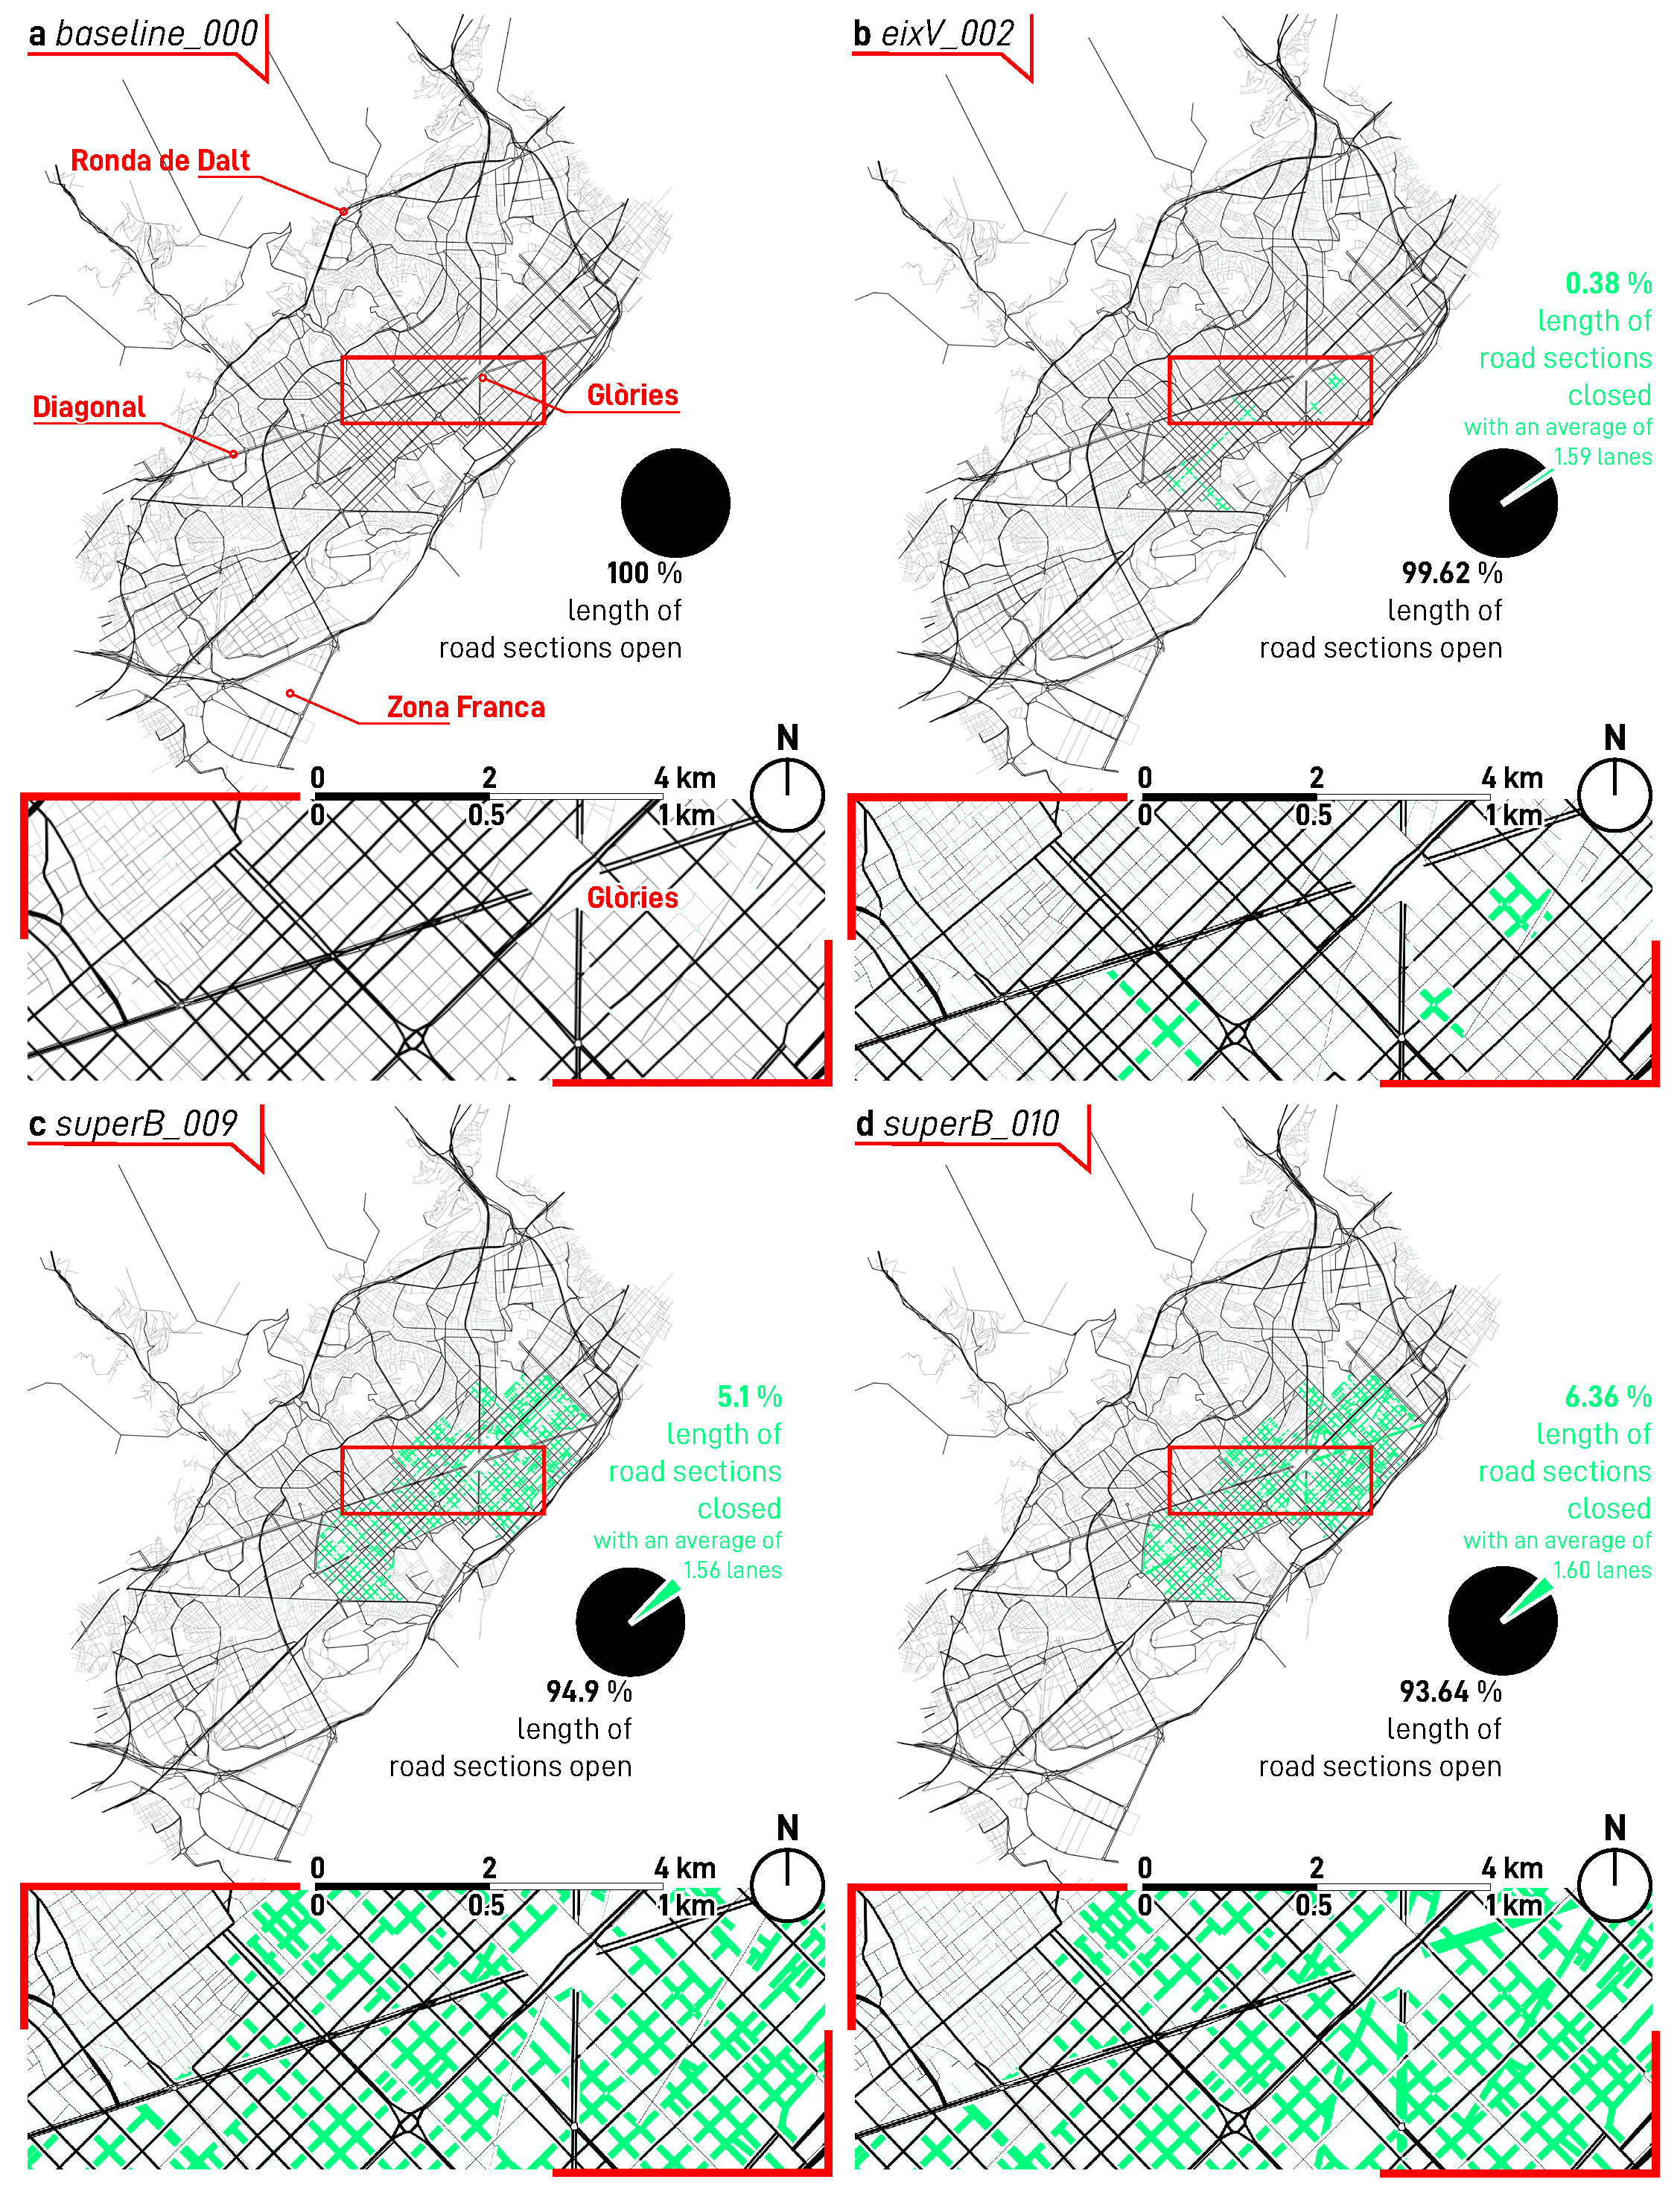 a baseline_000
Ronda de Dalt
Diagonal
Glòries
100 %
length of
road sections open
Zona Franca
N
0 2 4 km
0 0.5 1 km
Glòries
b eixV_002
0.38 %
length of
road sections
closed
with an average of
1.59 lanes
99.62 %
length of
road sections open
N
0 2 4 km
0 0.5 1 km
c superB_009
5.1 %
length of
road sections
closed
with an average of
1.56 lanes
94.9 %
length of
road sections open
N
0 2 4 km
0 0.5 1 km
d superB_010
6.36 %
length of
road sections
closed
with an average of
1.60 lanes
93.64 %
length of
road sections open
N
0 2 4 km
0 0.5 1 km